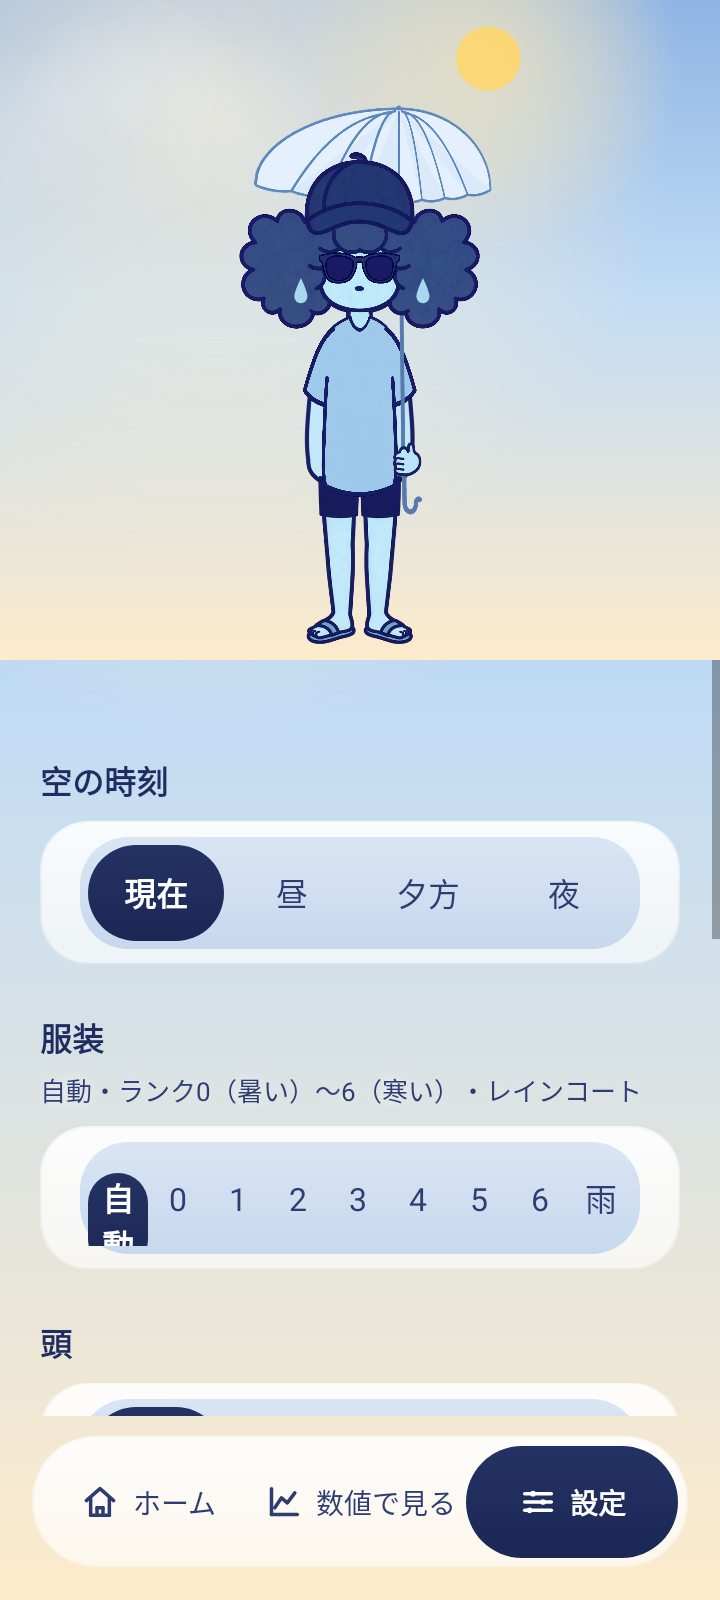 空の時刻
現在 昼 夕方 夜
服装
自動・ランク0（暑い）〜6（寒い）・レインコート
自動 0 1 2 3 4 5 6 雨
頭
ホーム 数値で見る 設定